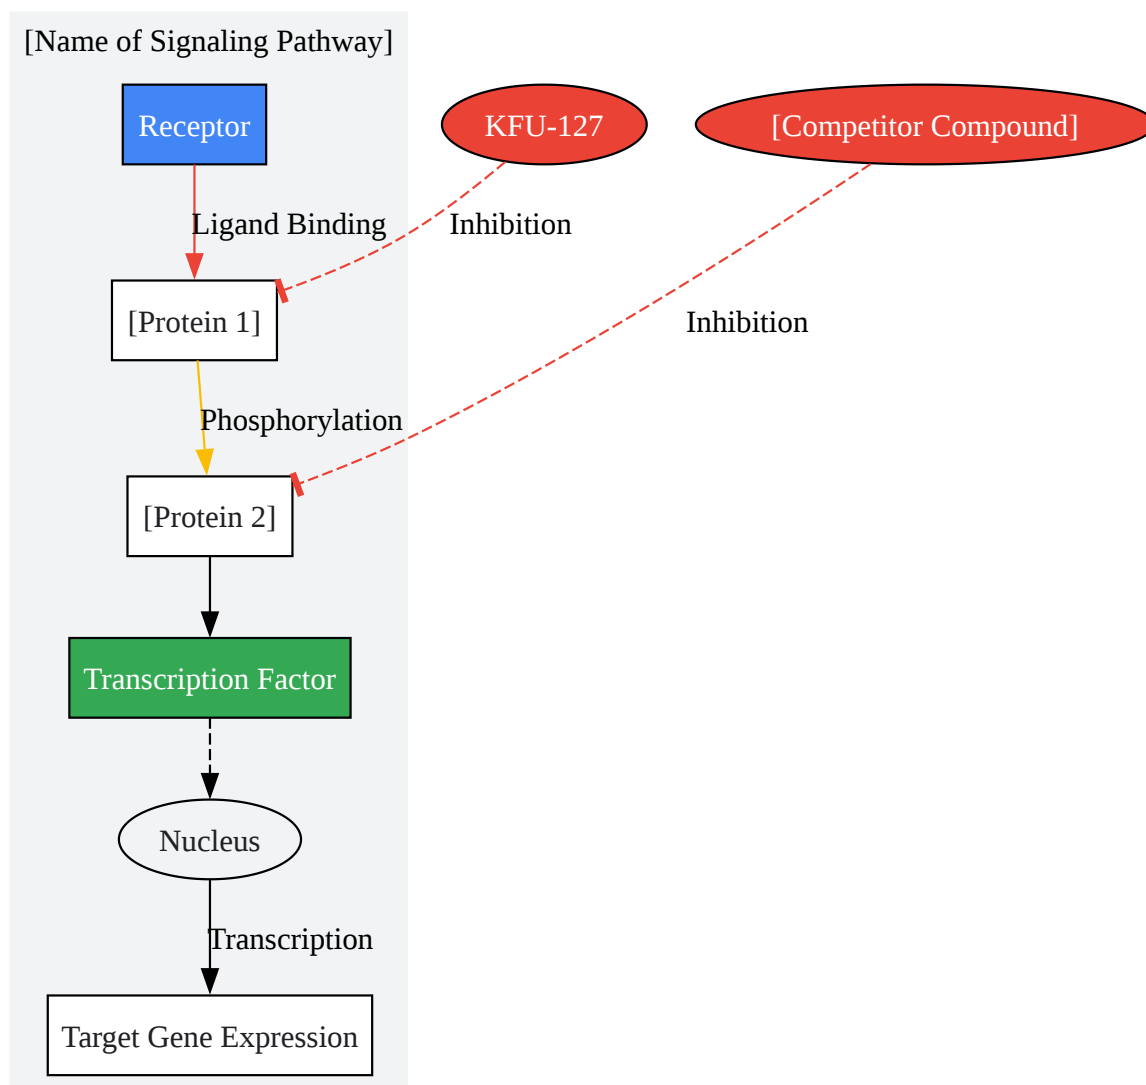 [Name of Signaling Pathway]
Receptor
KFU-127
[Competitor Compound]
Ligand Binding
Inhibition
[Protein 1]
Inhibition
Phosphorylation
[Protein 2]
Transcription Factor
Nucleus
Transcription
Target Gene Expression